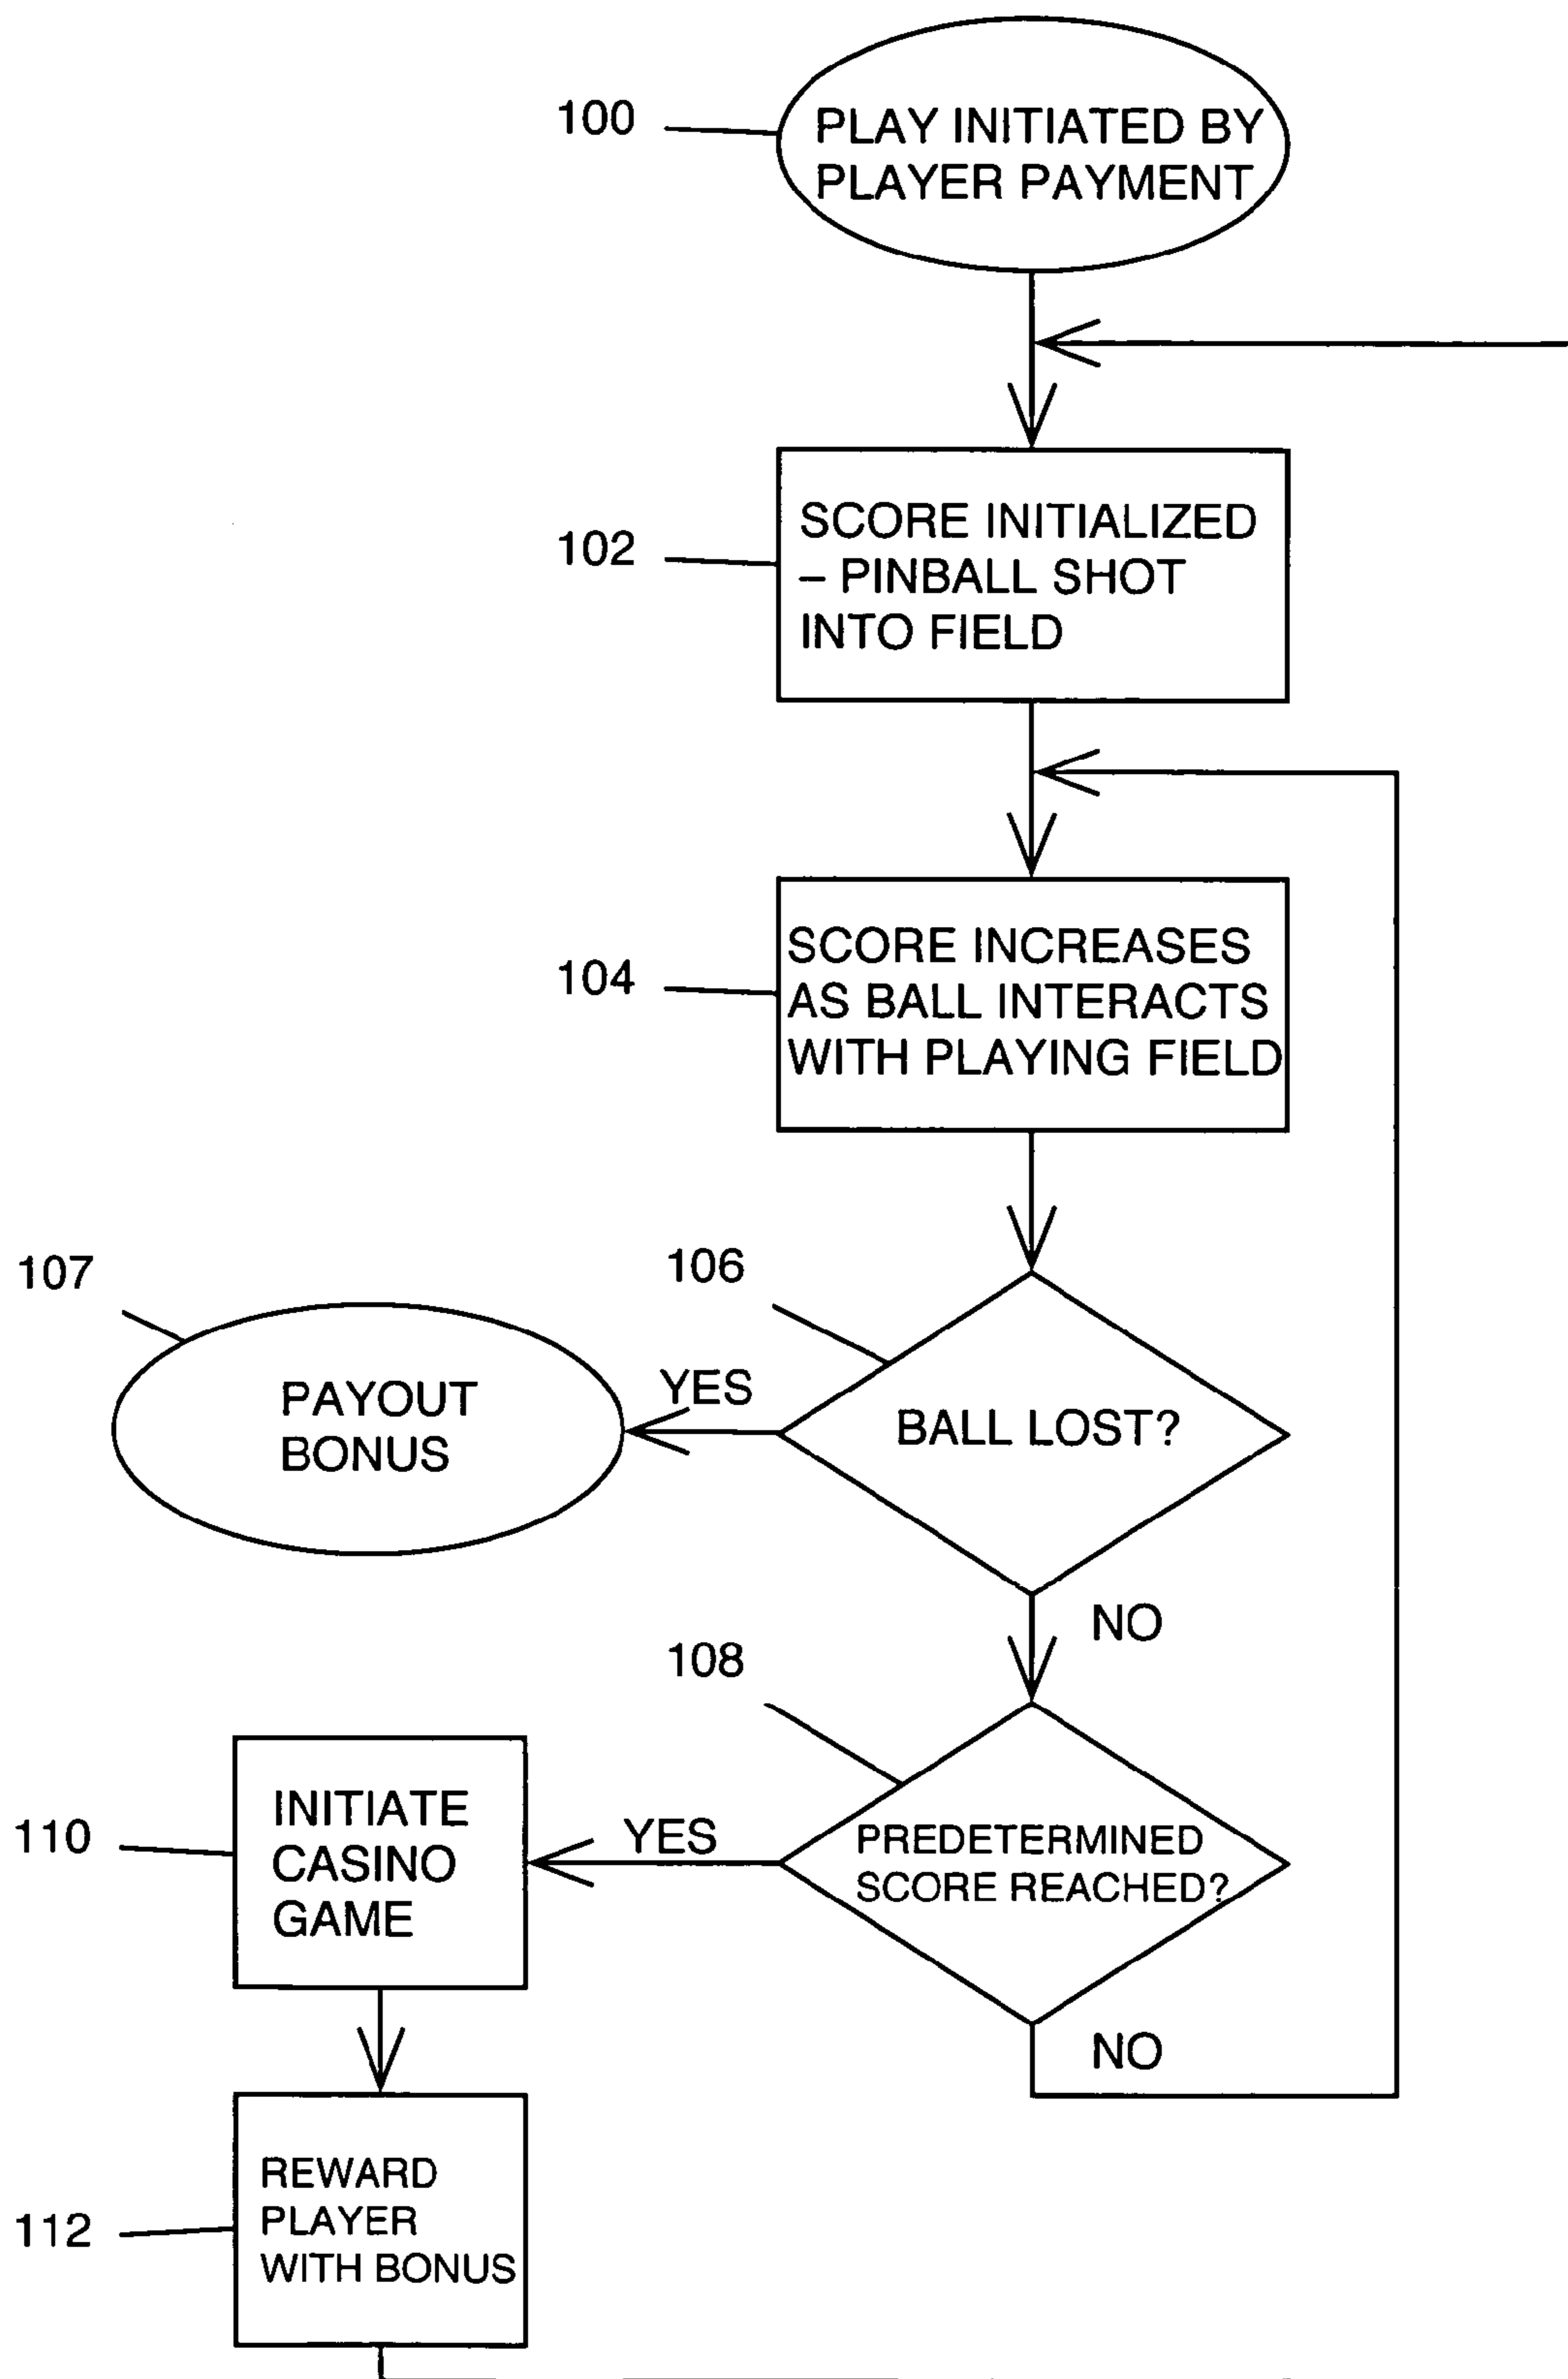 100
PLAY INITIATED BY
PLAYER PAYMENT
102
SCORE INITIALIZED
– PINBALL SHOT
INTO FIELD
104
SCORE INCREASES
AS BALL INTERACTS
WITH PLAYING FIELD
107
106
PAYOUT
BONUS
YES
BALL LOST?
NO
108
110
INITIATE
CASINO
GAME
YES
PREDETERMINED
SCORE REACHED?
NO
112
REWARD
PLAYER
WITH BONUS